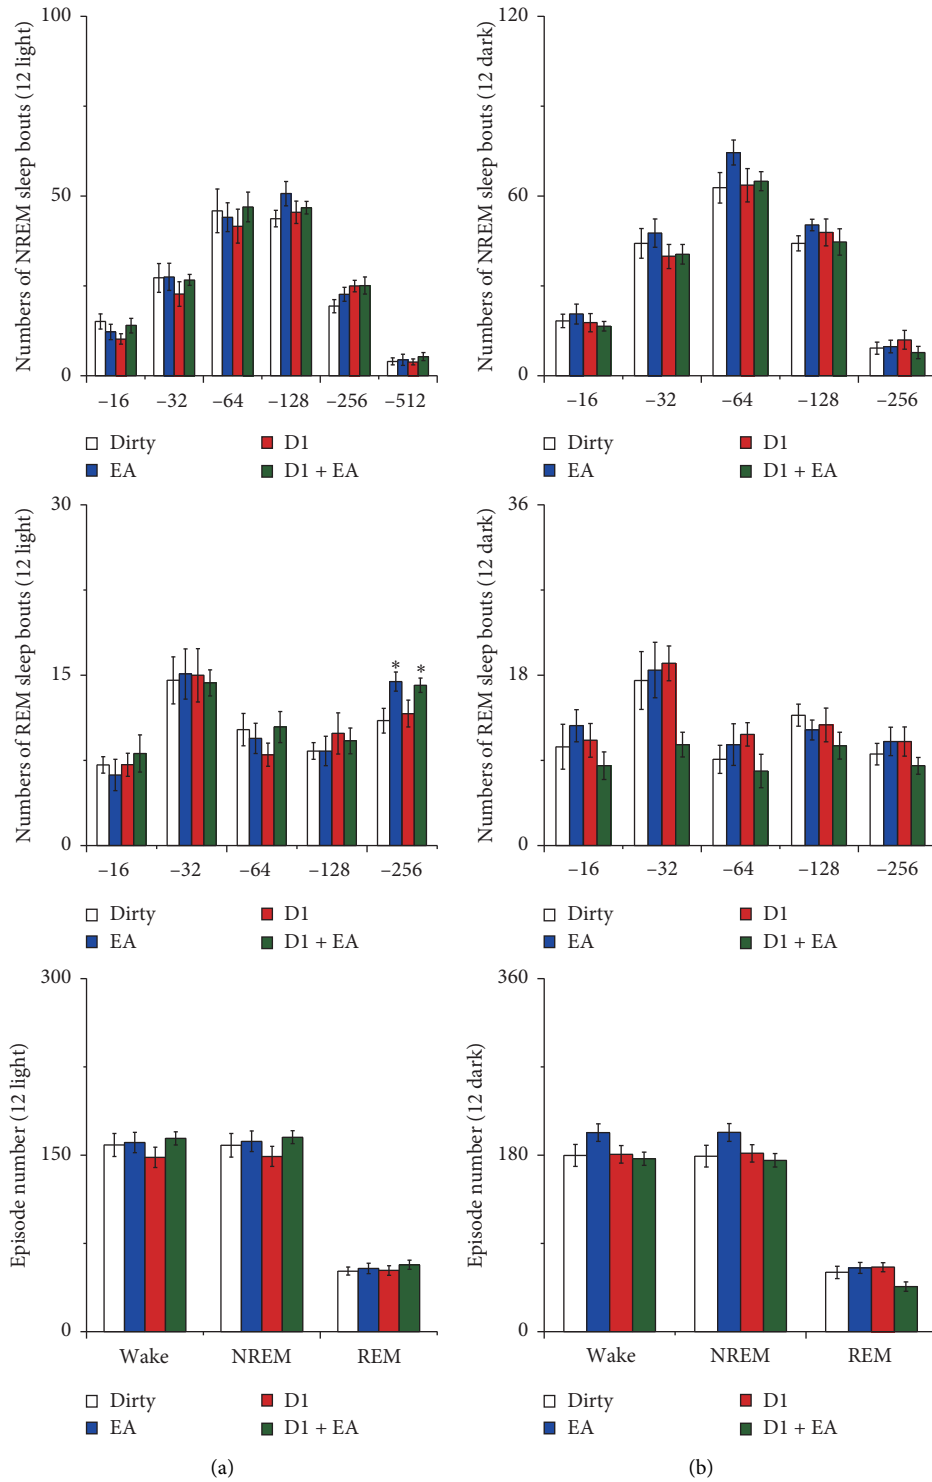 Numbers of NREM sleep bouts (12 light)
100
50
0
–16 –32 –64 –128 –256 –512
Dirty D1
EA D1 + EA
Numbers of NREM sleep bouts (12 dark)
120
60
0
–16 –32 –64 –128 –256
Dirty D1
EA D1 + EA
Numbers of REM sleep bouts (12 light)
30
15
0
* *
–16 –32 –64 –128 –256
Dirty D1
EA D1 + EA
Numbers of REM sleep bouts (12 dark)
36
18
0
–16 –32 –64 –128 –256
Dirty D1
EA D1 + EA
Episode number (12 light)
300
150
0
Wake NREM REM
Dirty D1
EA D1 + EA
(a)
Episode number (12 dark)
360
180
0
Wake NREM REM
Dirty D1
EA D1 + EA
(b)